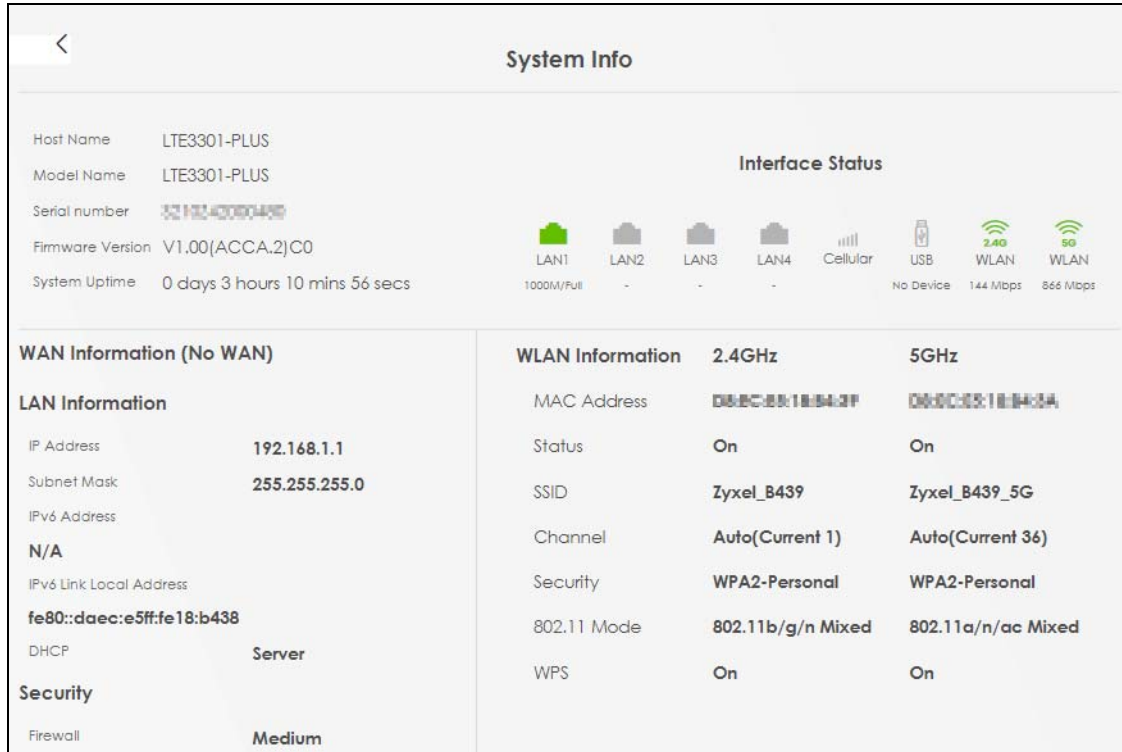 System Info
Host Name LTE3301-PLUS
Model Name LTE3301-PLUS
Serial number
Firmware Version V1.00(ACCA.2)C0
System Uptime 0 days 3 hours 10 mins 56 secs
Interface Status
2.4G 5G
LAN1 LAN2 LAN3 LAN4 Cellular USB WLAN WLAN
1000M/Full - - - No Device 144 Mbps 866 Mbps
WAN Information (No WAN)
LAN Information
IP Address 192.168.1.1
Subnet Mask 255.255.255.0
IPv6 Address
N/A
IPv6 Link Local Address
fe80::daec:e5ff:fe18:b438
DHCP Server
Security
Firewall Medium
WLAN Information 2.4GHz 5GHz
MAC Address
Status On On
SSID Zyxel_B439 Zyxel_B439_5G
Channel Auto(Current 1) Auto(Current 36)
Security WPA2-Personal WPA2-Personal
802.11 Mode 802.11b/g/n Mixed 802.11a/n/ac Mixed
WPS On On